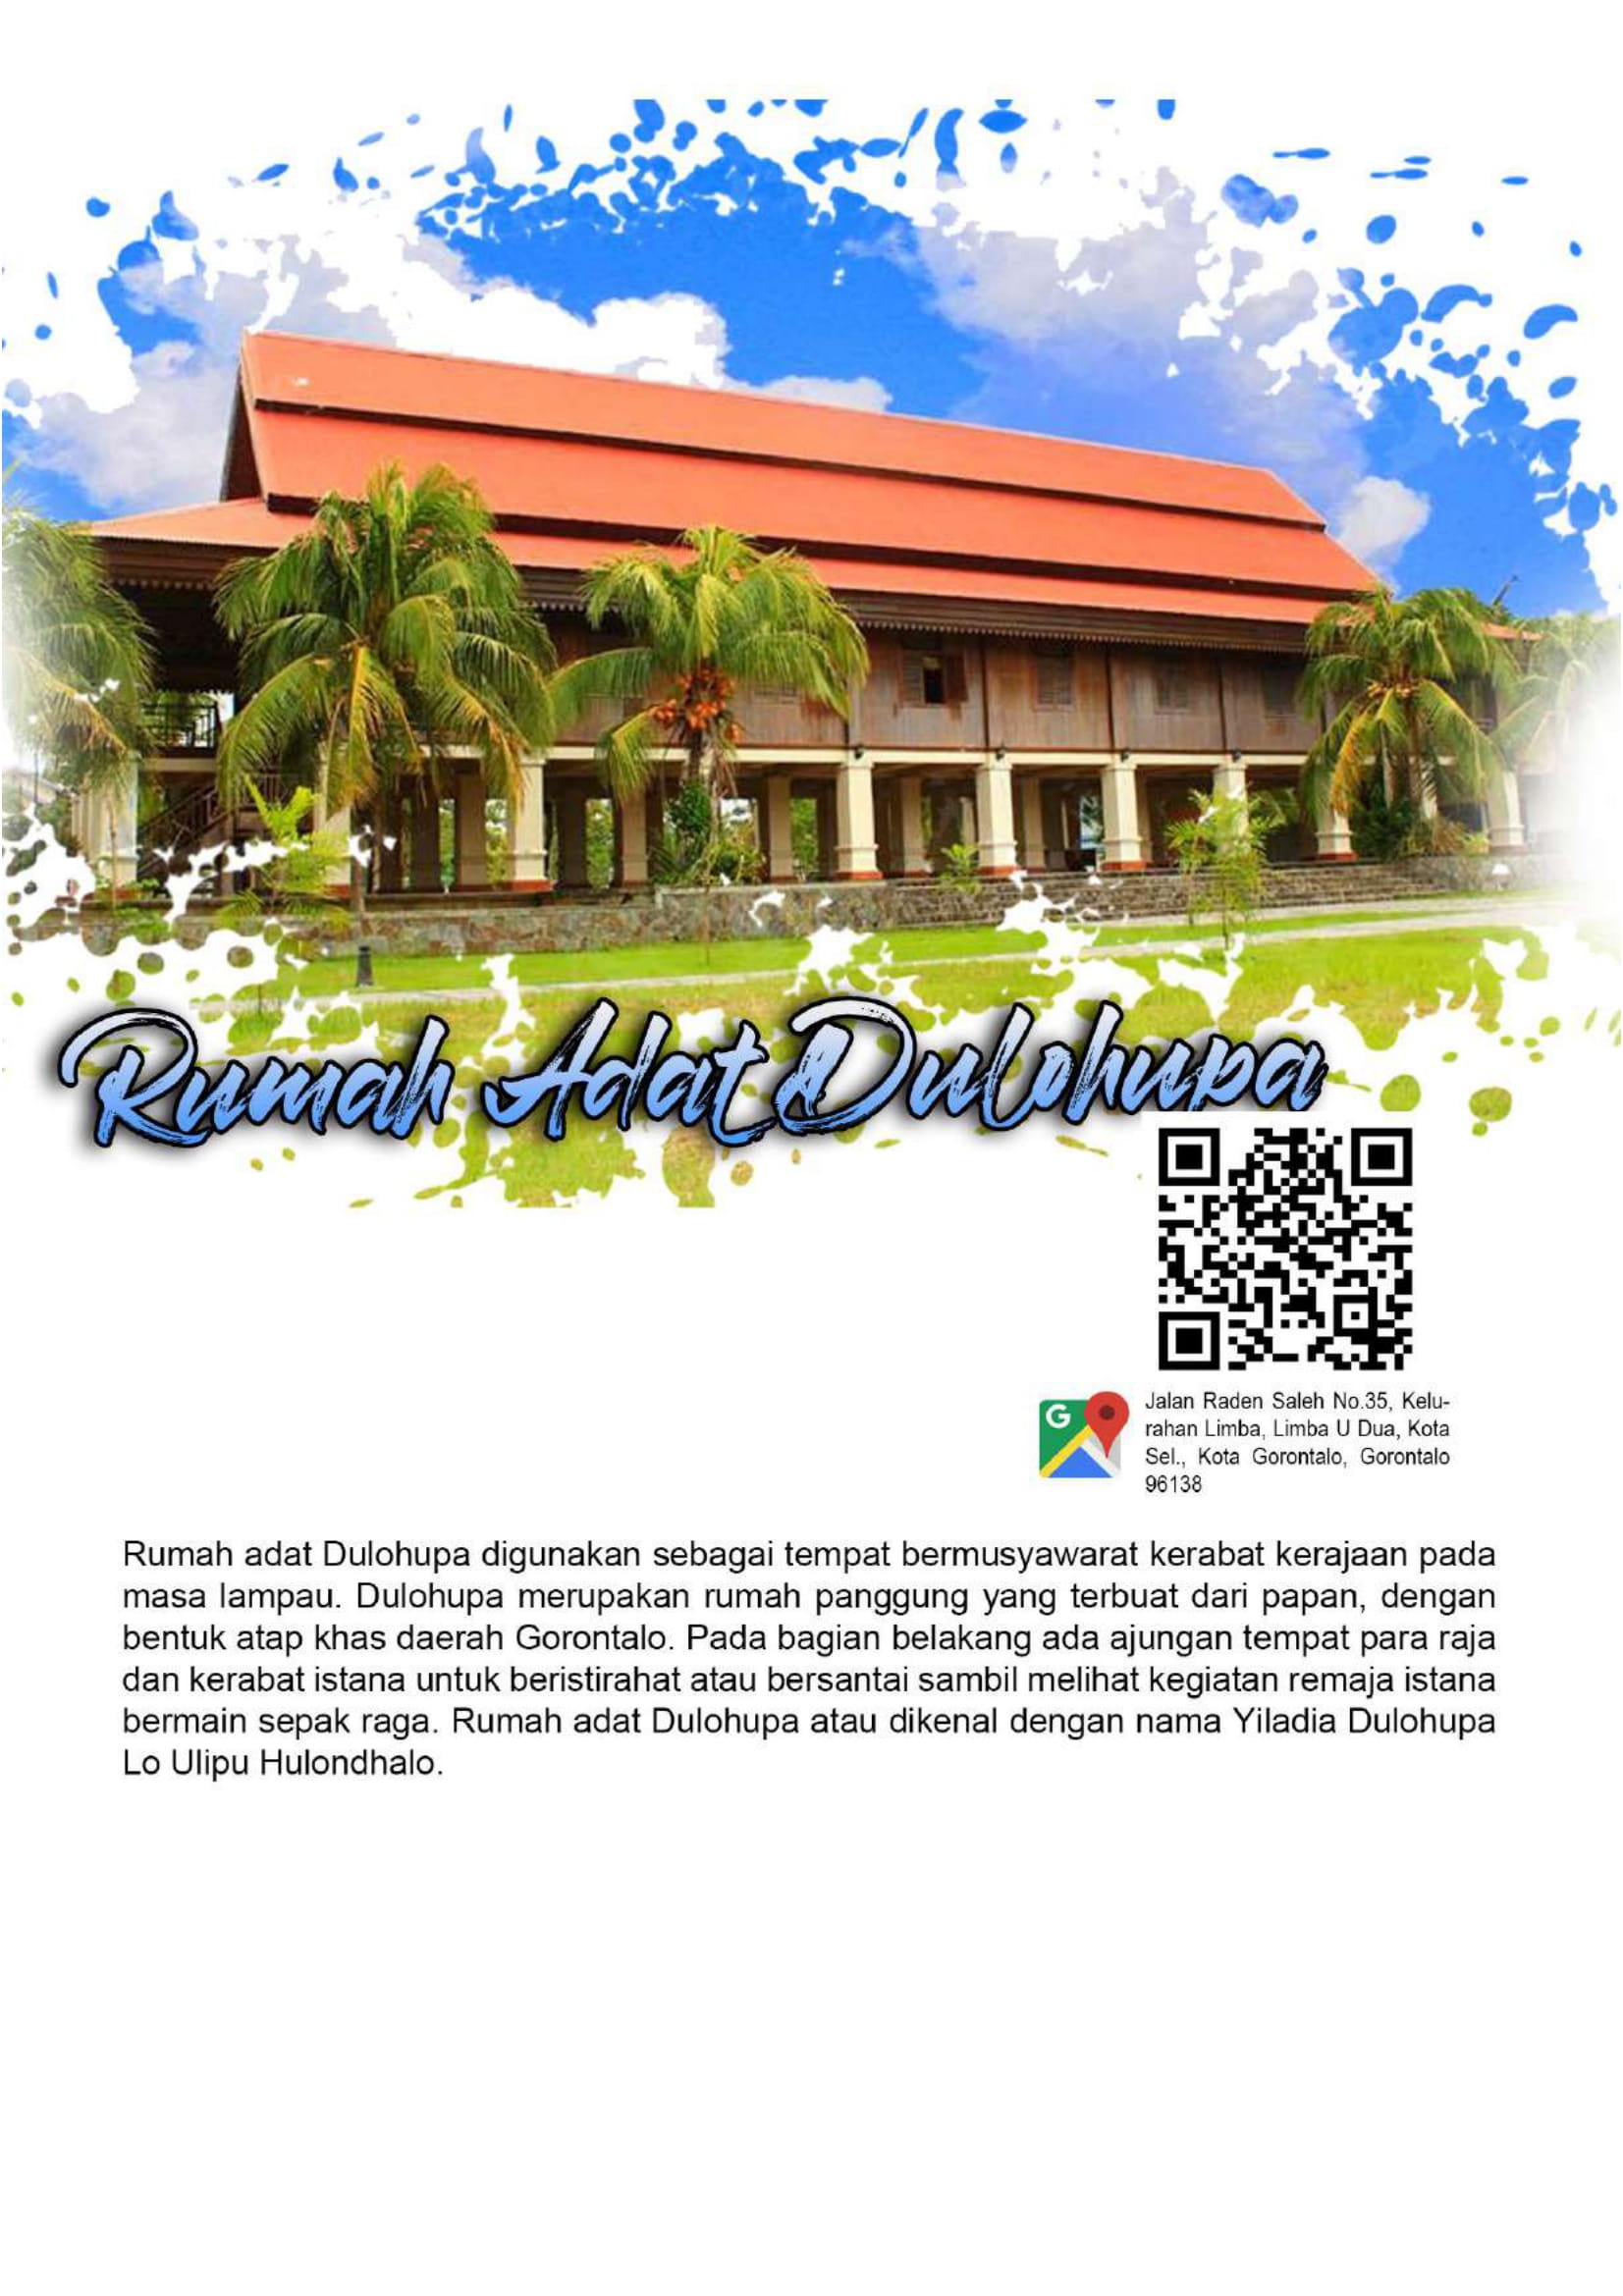 Rumah Adat Dulohupa
G
Jalan Raden Saleh No.35, Kelu-
rahan Limba, Limba U Dua, Kota
Sel., Kota Gorontalo, Gorontalo
96138
Rumah adat Dulohupa digunakan sebagai tempat bermusyawarat kerabat kerajaan pada
masa lampau. Dulohupa merupakan rumah panggung yang terbuat dari papan, dengan
bentuk atap khas daerah Gorontalo. Pada bagian belakang ada ajungan tempat para raja
dan kerabat istana untuk beristirahat atau bersantai sambil melihat kegiatan remaja istana
bermain sepak raga. Rumah adat Dulohupa atau dikenal dengan nama Yiladia Dulohupa
Lo Ulipu Hulondhalo.